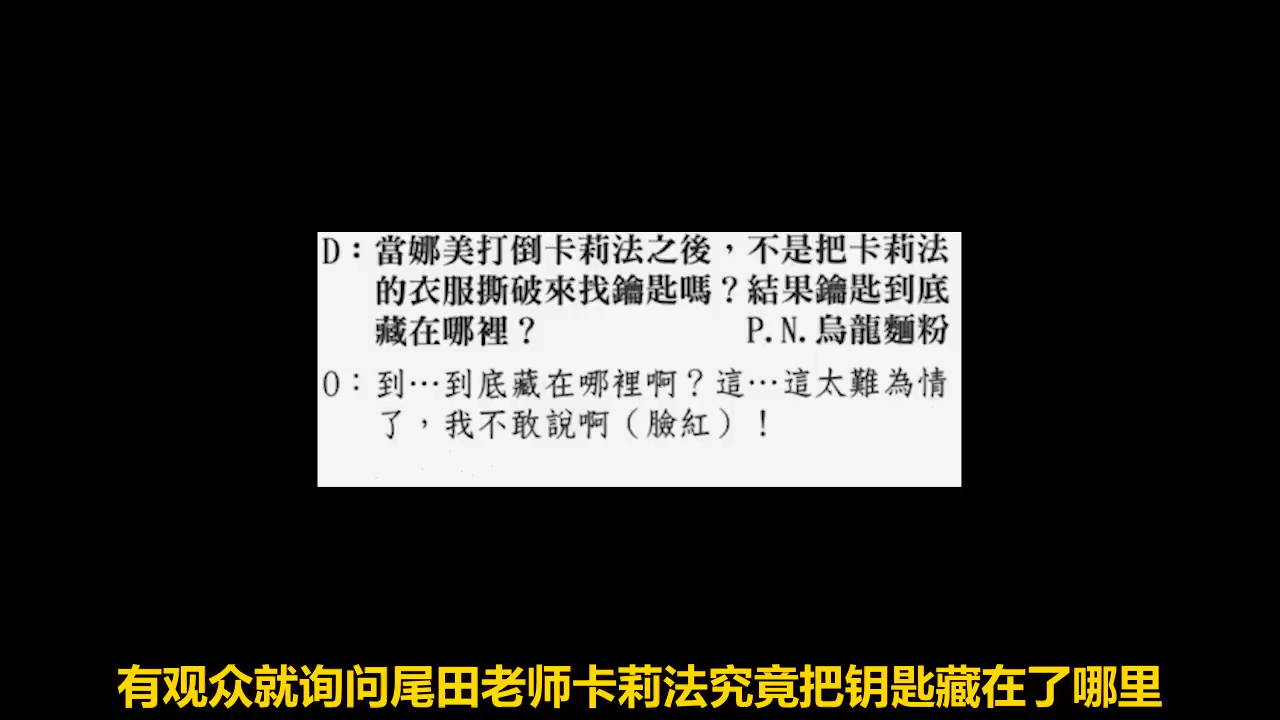 D：當娜美打倒卡莉法之後，不是把卡莉法
的衣服撕破來找鑰匙嗎？結果鑰匙到底
藏在哪裡？ P.N.烏龍麵粉
O：到…到底藏在哪裡啊？這…這太難為情
了，我不敢說啊（臉紅）！
有观众就询问尾田老师卡莉法究竟把钥匙藏在了哪里